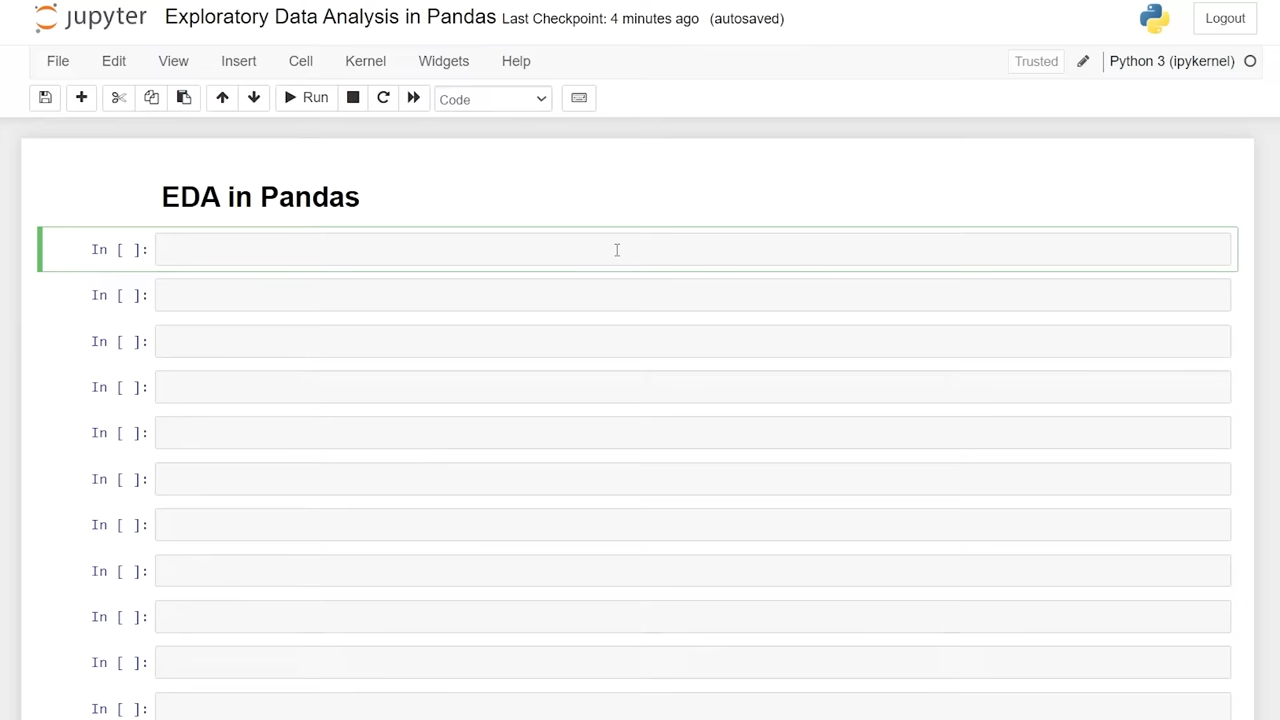 jupyter Exploratory Data Analysis in Pandas Last Checkpoint: 4 minutes ago (autosaved) Logout
File Edit View Insert Cell Kernel Widgets Help Trusted Python 3 (ipykernel)
Run Code
EDA in Pandas
In [ ]:
In [ ]:
In [ ]:
In [ ]:
In [ ]:
In [ ]:
In [ ]:
In [ ]:
In [ ]:
In [ ]:
In [ ]: